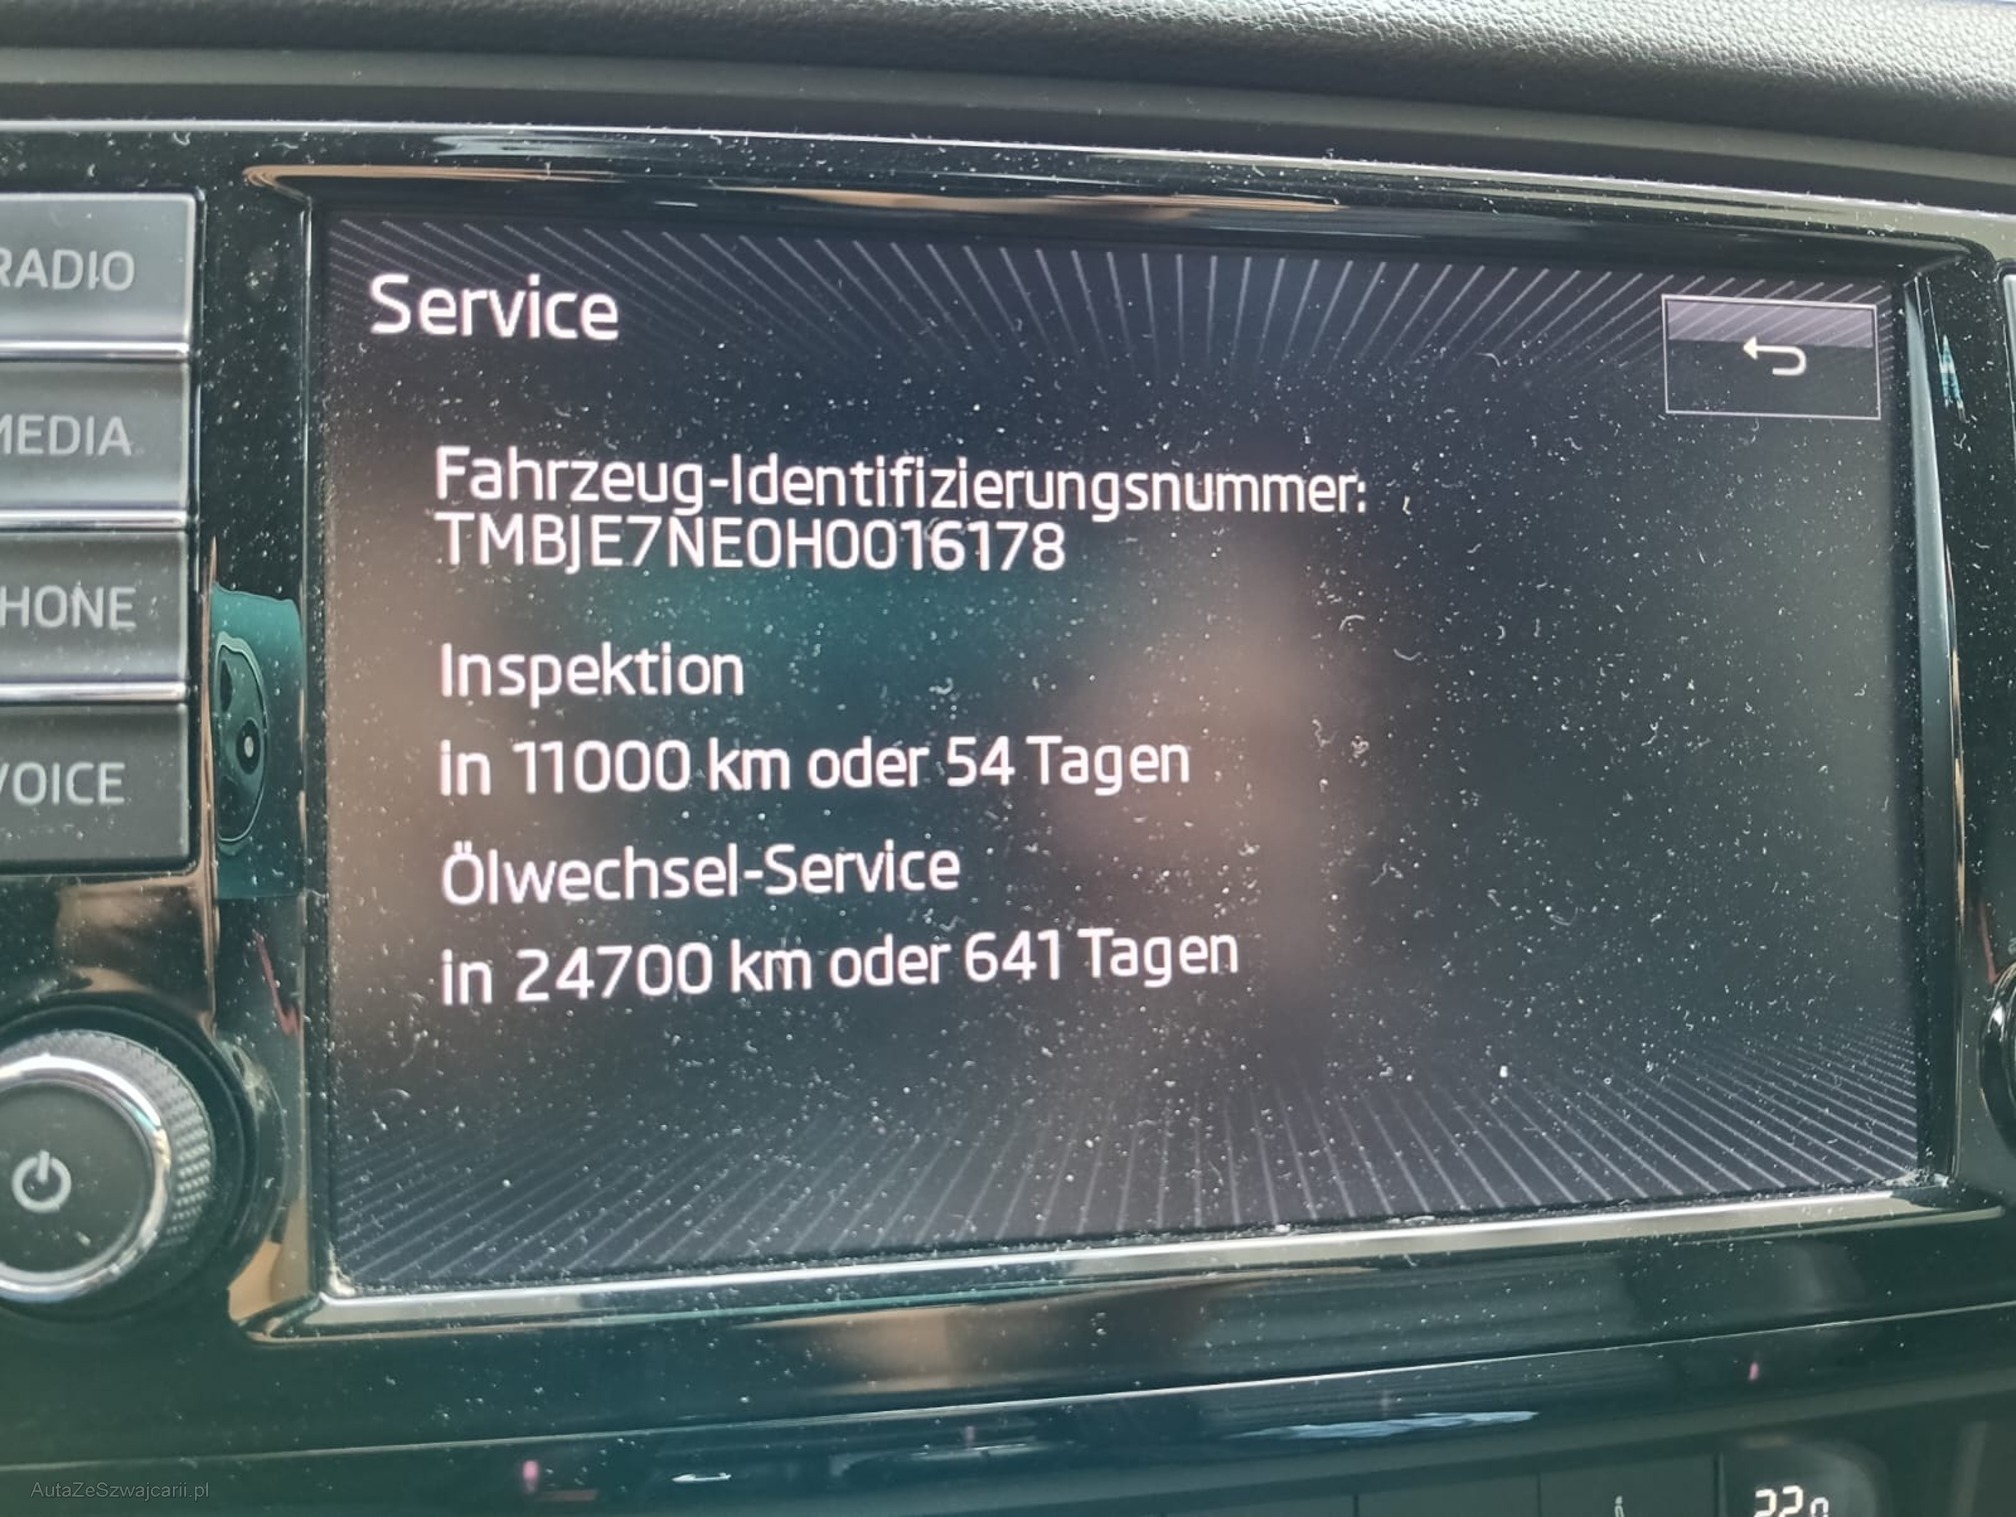 Service
Fahrzeug-Identifizierungsnummer:
TMBJE7NE0H0016178
Inspektion
in 11000 km oder 54 Tagen
Ölwechsel-Service
in 24700 km oder 641 Tagen
RADIO
MEDIA
HONE
VOICE
AutaZeSzwajcarii.pl